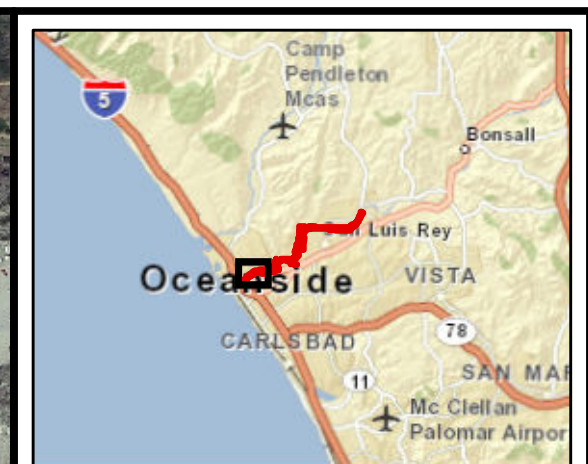 Camp
Pendleton
Mcas
5
Bonsall
San Luis Rey
Oceanside
VISTA
CARLSBAD
78
SAN MAR
11
Mc Clellan
Palomar Airpor